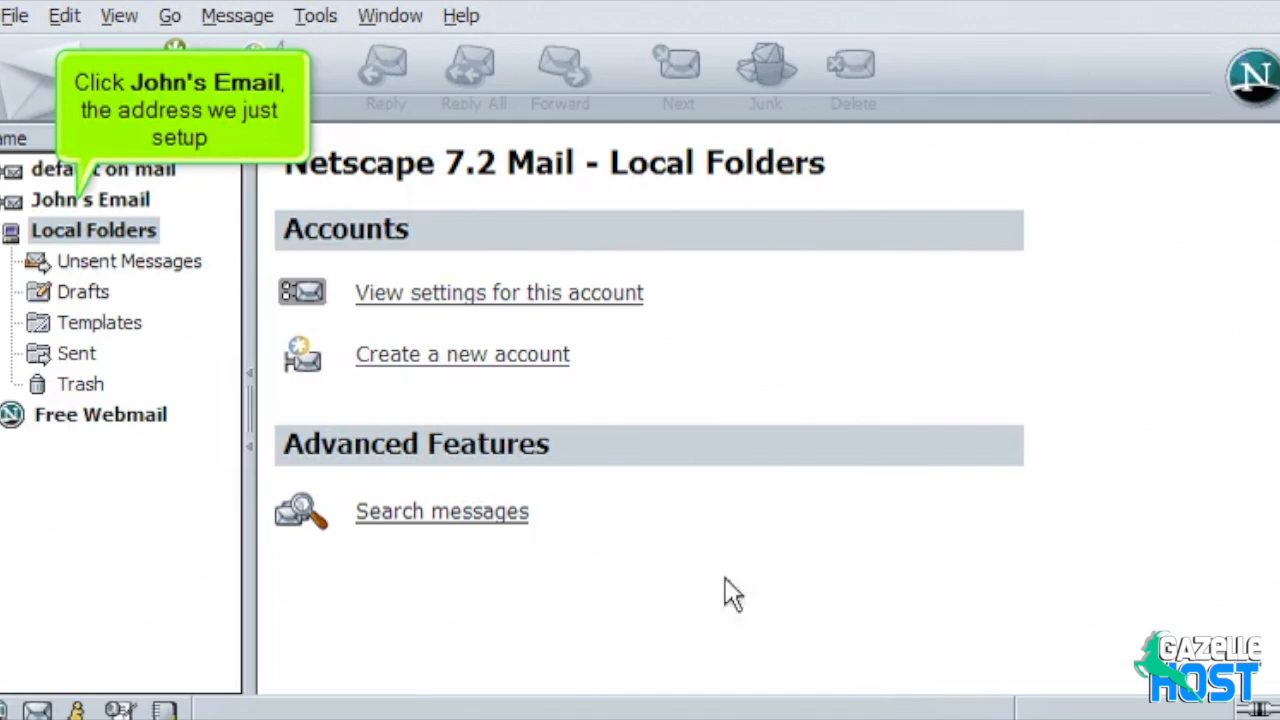 File Edit View Go Message Tools Window Help
Click John's Email,
the address we just
setup
Reply Reply All Forward Next Junk Delete
N
ame
default on mail
John's Email
Local Folders
Unsent Messages
Drafts
Templates
Sent
Trash
N Free Webmail
Netscape 7.2 Mail - Local Folders
Accounts
View settings for this account
Create a new account
Advanced Features
Search messages
GAZELLE
HOST